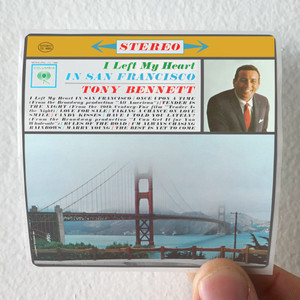 STEREO
I Left My Heart
IN SAN FRANCISCO
TONY BENNETT
I Left My Heart IN SAN FRANCISCO / ONCE UPON A TIME
(From the Broadway production "All American") / TENDER IS
THE NIGHT (From the 20th Century-Fox film "Tender Is
the Night) / LOVE FOR SALE / TAKING A CHANCE ON LOVE
SMILE / CANDY KISSES / HAVE I TOLD YOU LATELY?
(From the Broadway production "I Can Get It for You
Wholesale") / RULES OF THE ROAD / I'M ALWAYS CHASING
RAINBOWS / MARRY YOUNG / THE BEST IS YET TO COME